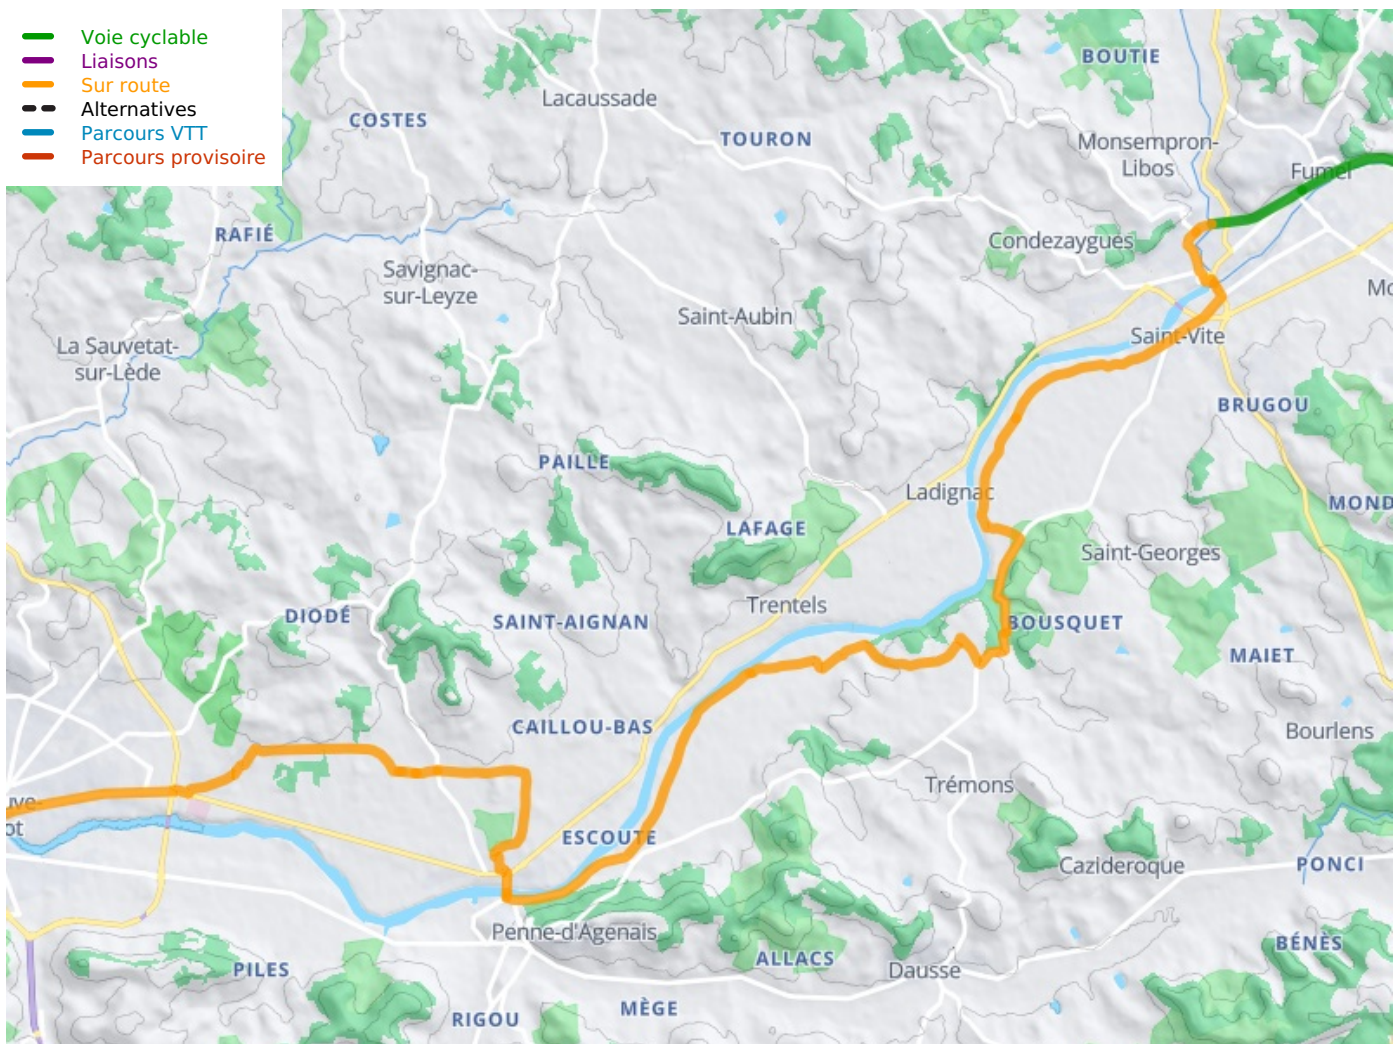 Voie cyclable
Liaisons
Sur route
Alternatives
Parcours VTT
Parcours provisoire
BOUTIE
Lacaussade
COSTES
TOURON
Monsempron-
Libos
Fumel
RAFIÉ
Condezaygues
Savignac-
sur-Leyze
Saint-Aubin
Saint-Vite
La Sauvetat-
sur-Lède
BRUGOU
PAILLE
Ladignac
MOND
LAFAGE
Saint-Georges
Trentels
DIODÉ
SAINT-AIGNAN
BOUSQUET
MAIET
CAILLOU-BAS
Bourlens
Trémons
ESCOUTE
Cazideroque
PONCI
Penne-d'Agenais
BÉNÈS
ALLACS
PILES
Dausse
MÈGE
RIGOU